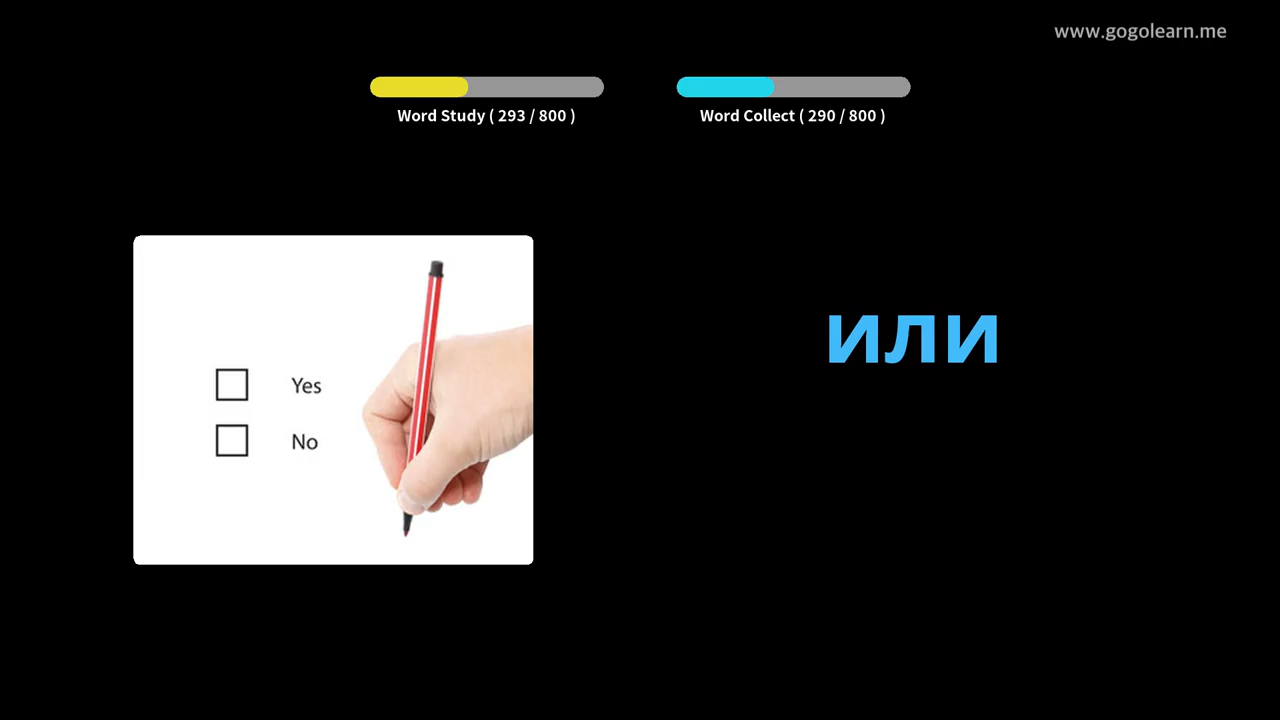 www.gogolearn.me
Word Study ( 293 / 800 )
Word Collect ( 290 / 800 )
или
Yes
No